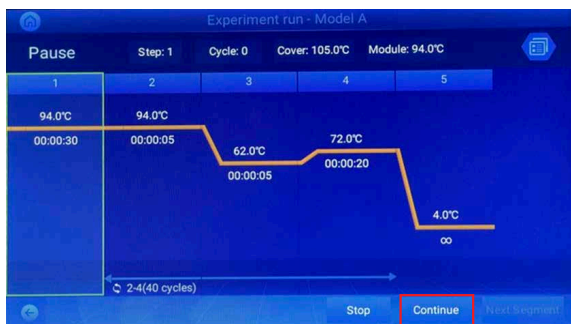 Experiment run - Model A
Pause Step: 1 Cycle: 0 Cover: 105.0℃ Module: 94.0℃
1 2 3 4 5
94.0℃ 94.0℃
00:00:30 00:00:05
62.0℃ 72.0℃
00:00:05 00:00:20
4.0℃
∞
2-4(40 cycles)
Stop Continue Next Segment